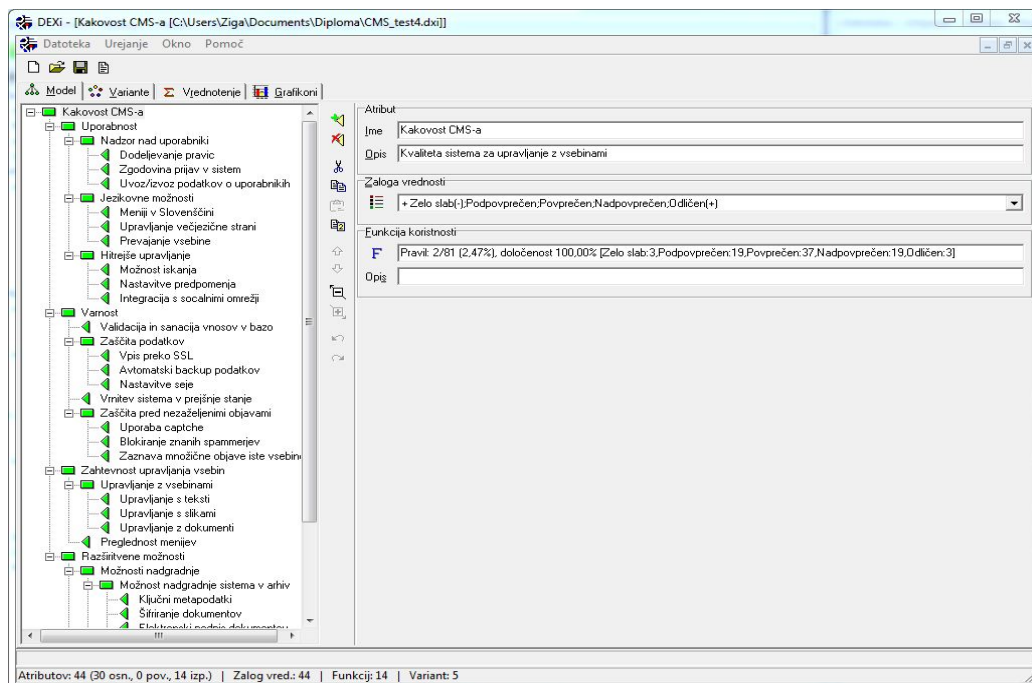 DEXi - [Kakovost CMS-a [C:\Users\Ziga\Documents\Diploma\CMS_test4.dxi]]
Datoteka Urejanje Okno Pomoč
Model Variante Vrednotenje Grafikoni
Kakovost CMS-a
Uporabnost
Nadzor nad uporabniki
Dodeljevanje pravic
Zgodovina prijav v sistem
Uvoz/izvoz podatkov o uporabnikih
Jezikovne možnosti
Meniji v Slovenščini
Upravljanje večjezične strani
Prevajanje vsebine
Hitrejše upravljanje
Možnost iskanja
Nastavitve predpomenja
Integracija s socalnimi omrežji
Varnost
Validacija in sanacija vnosov v bazo
Zaščita podatkov
Vpis preko SSL
Avtomatski backup podatkov
Nastavitve seje
Vrnitev sistema v prejšnje stanje
Zaščita pred nezaželjenimi objavami
Uporaba captche
Blokiranje znanih spammerjev
Zaznava množične objave iste vsebine
Zahtevnost upravljanja vsebin
Upravljanje z vsebinami
Upravljanje s teksti
Upravljanje s slikami
Upravljanje z dokumenti
Preglednost menijev
Razširitvene možnosti
Možnosti nadgradnje
Možnost nadgradnje sistema v arhiv
Ključni metapodatki
Šifriranje dokumentov
Elektronski podpis dokumentov
Atribut
Ime Kakovost CMS-a
Opis Kvaliteta sistema za upravljanje z vsebinami
Zaloga vrednosti
+ Zelo slab(-);Podpovprečen;Povprečen;Nadpovprečen;Odličen(+)
Funkcija koristnosti
F Pravil: 2/81 (2,47%), določenost 100,00% [Zelo slab:3,Podpovprečen:19,Povprečen:37,Nadpovprečen:19,Odličen:3]
Opis
Atributov: 44 (30 osn., 0 pov., 14 izp.) | Zalog vred.: 44 | Funkcij: 14 | Variant: 5